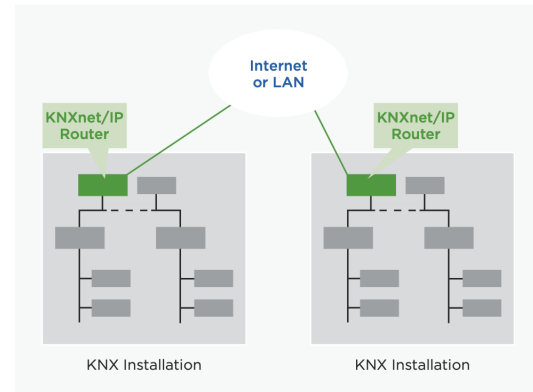 Internet
or LAN
KNXnet/IP
Router
KNXnet/IP
Router
KNX Installation
KNX Installation